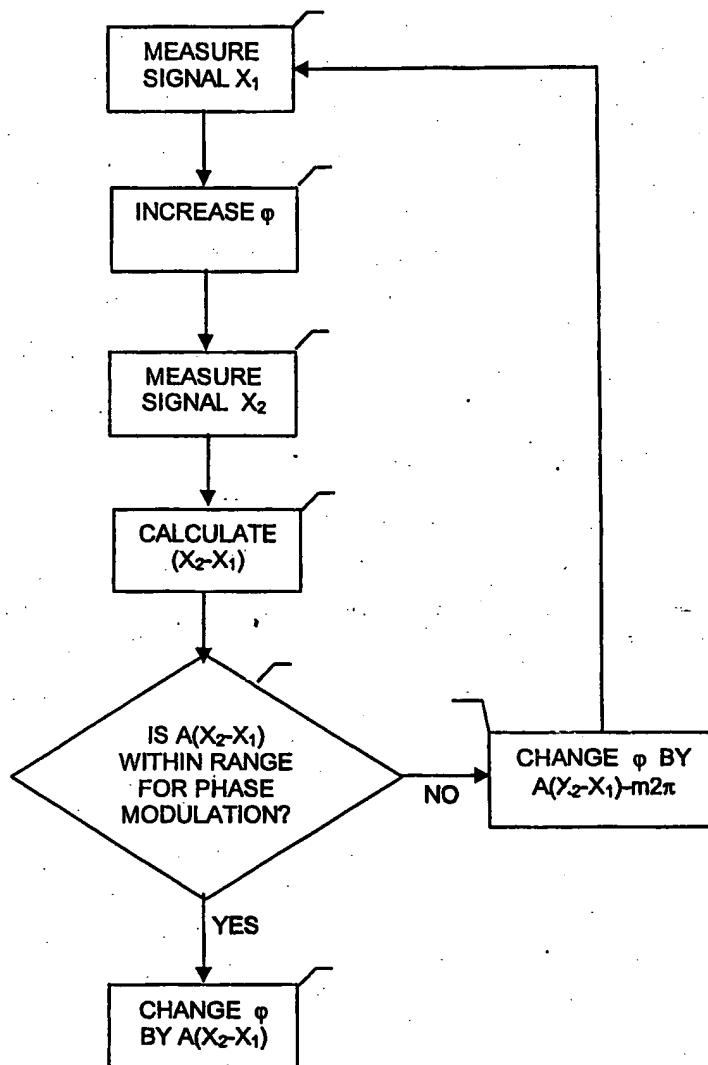 MEASURE
SIGNAL X₁
INCREASE φ
MEASURE
SIGNAL X₂
CALCULATE
(X₂-X₁)
IS A(X₂-X₁)
WITHIN RANGE
FOR PHASE
MODULATION?
NO
CHANGE φ BY
A(X₂-X₁)-m2π
YES
CHANGE φ
BY A(X₂-X₁)